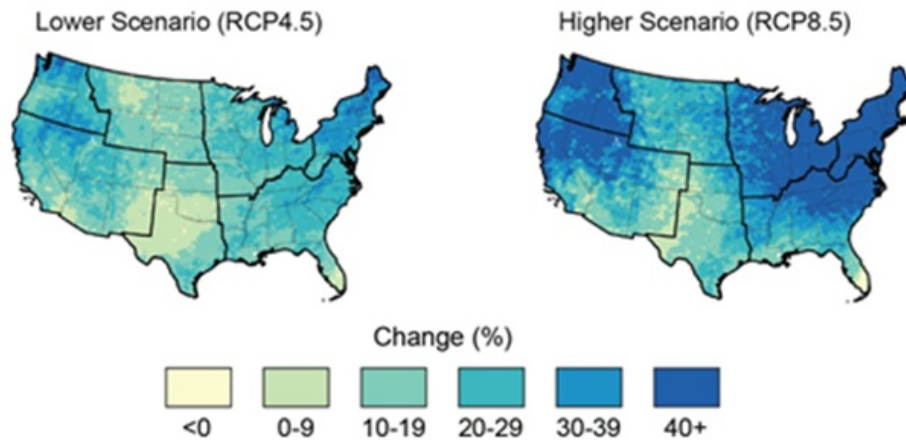 Lower Scenario (RCP4.5)
Higher Scenario (RCP8.5)
Change (%)
<0
0-9
10-19
20-29
30-39
40+